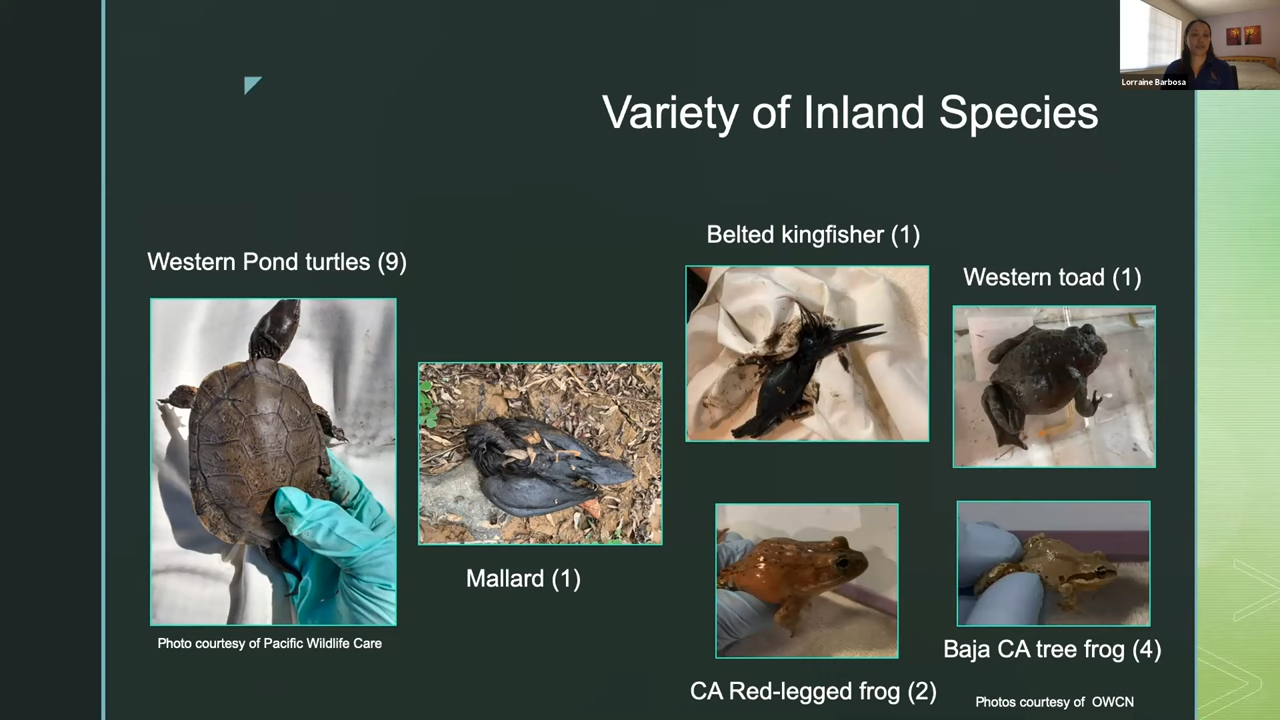 Lorraine Barbosa
Variety of Inland Species
Belted kingfisher (1)
Western Pond turtles (9)
Western toad (1)
Mallard (1)
Photo courtesy of Pacific Wildlife Care
Baja CA tree frog (4)
CA Red-legged frog (2)
Photos courtesy of OWCN